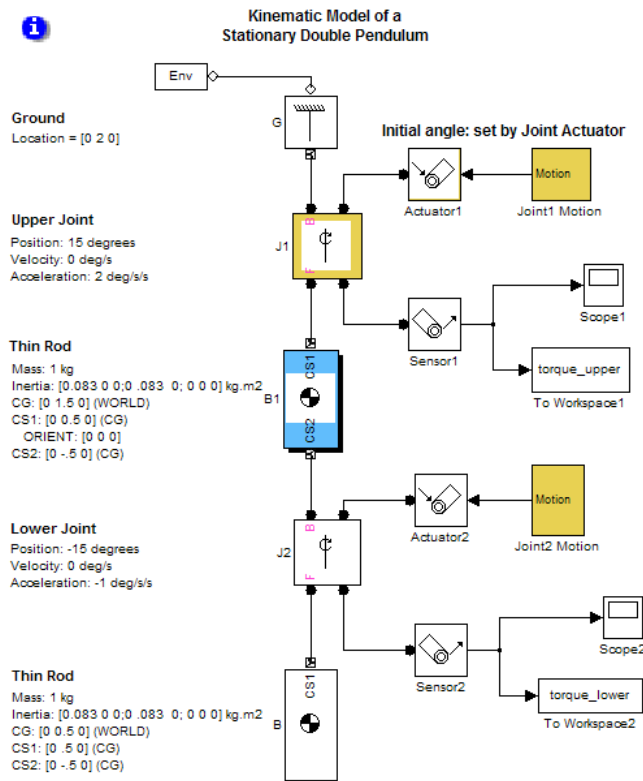 Kinematic Model of a
Stationary Double Pendulum
i
Env
G
Ground
Location = [0 2 0]
Initial angle: set by Joint Actuator
Actuator1
Motion
Joint1 Motion
Upper Joint
Position: 15 degrees
Velocity: 0 deg/s
Acceleration: 2 deg/s/s
J1
B
F
Sensor1
Scope1
torque_upper
To Workspace1
Thin Rod
Mass: 1 kg
Inertia: [0.083 0 0;0 .083 0; 0 0 0] kg.m2
CG: [0 1.5 0] (WORLD)
CS1: [0 0.5 0] (CG)
ORIENT: [0 0 0]
CS2: [0 -.5 0] (CG)
B1
CS1
CS2
Actuator2
Motion
Joint2 Motion
Lower Joint
Position: -15 degrees
Velocity: 0 deg/s
Acceleration: -1 deg/s/s
J2
B
F
Sensor2
Scope2
torque_lower
To Workspace2
Thin Rod
Mass: 1 kg
Inertia: [0.083 0 0;0 .083 0; 0 0 0] kg.m2
CG: [0 0.5 0] (WORLD)
CS1: [0 .5 0] (CG)
CS2: [0 -.5 0] (CG)
B
CS1